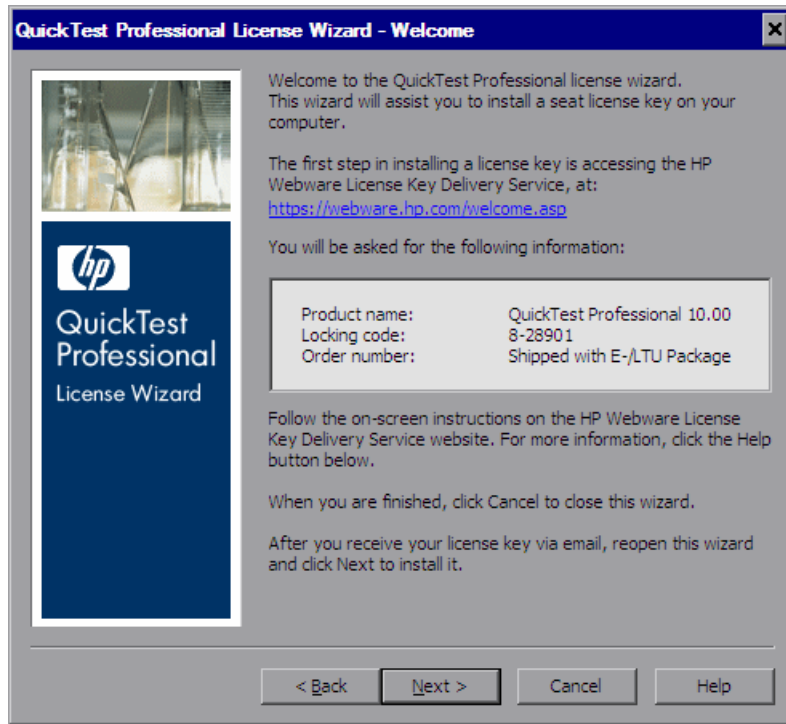 QuickTest Professional License Wizard - Welcome
Welcome to the QuickTest Professional license wizard.
This wizard will assist you to install a seat license key on your
computer.
The first step in installing a license key is accessing the HP
Webware License Key Delivery Service, at:
https://webware.hp.com/welcome.asp
You will be asked for the following information:
hp
QuickTest
Professional
License Wizard
Product name: QuickTest Professional 10.00
Locking code: 8-28901
Order number: Shipped with E-/LTU Package
Follow the on-screen instructions on the HP Webware License
Key Delivery Service website. For more information, click the Help
button below.
When you are finished, click Cancel to close this wizard.
After you receive your license key via email, reopen this wizard
and click Next to install it.
< Back Next > Cancel Help